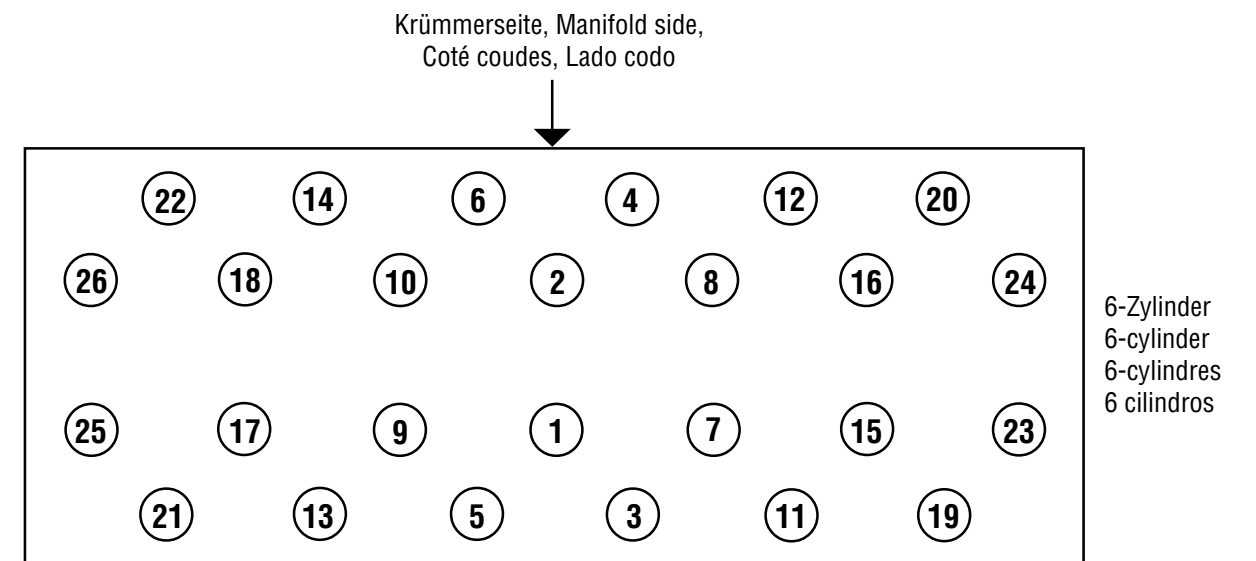 Krümmerseite, Manifold side,
Coté coudes, Lado codo
22 14 6 4 12 20
26 18 10 2 8 16 24
6-Zylinder
6-cylinder
6-cylindres
6 cilindros
25 17 9 1 7 15 23
21 13 5 3 11 19